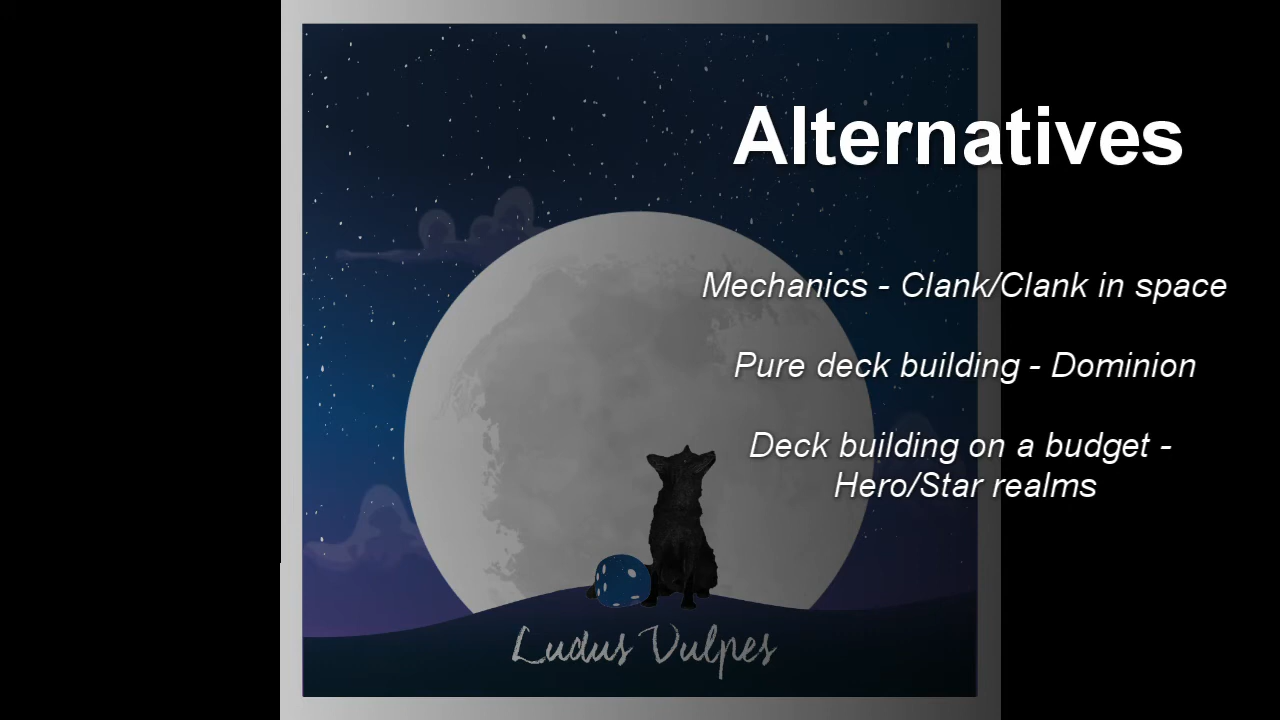 Alternatives
Mechanics - Clank/Clank in space
Pure deck building - Dominion
Deck building on a budget -
Hero/Star realms
Ludus Vulpes